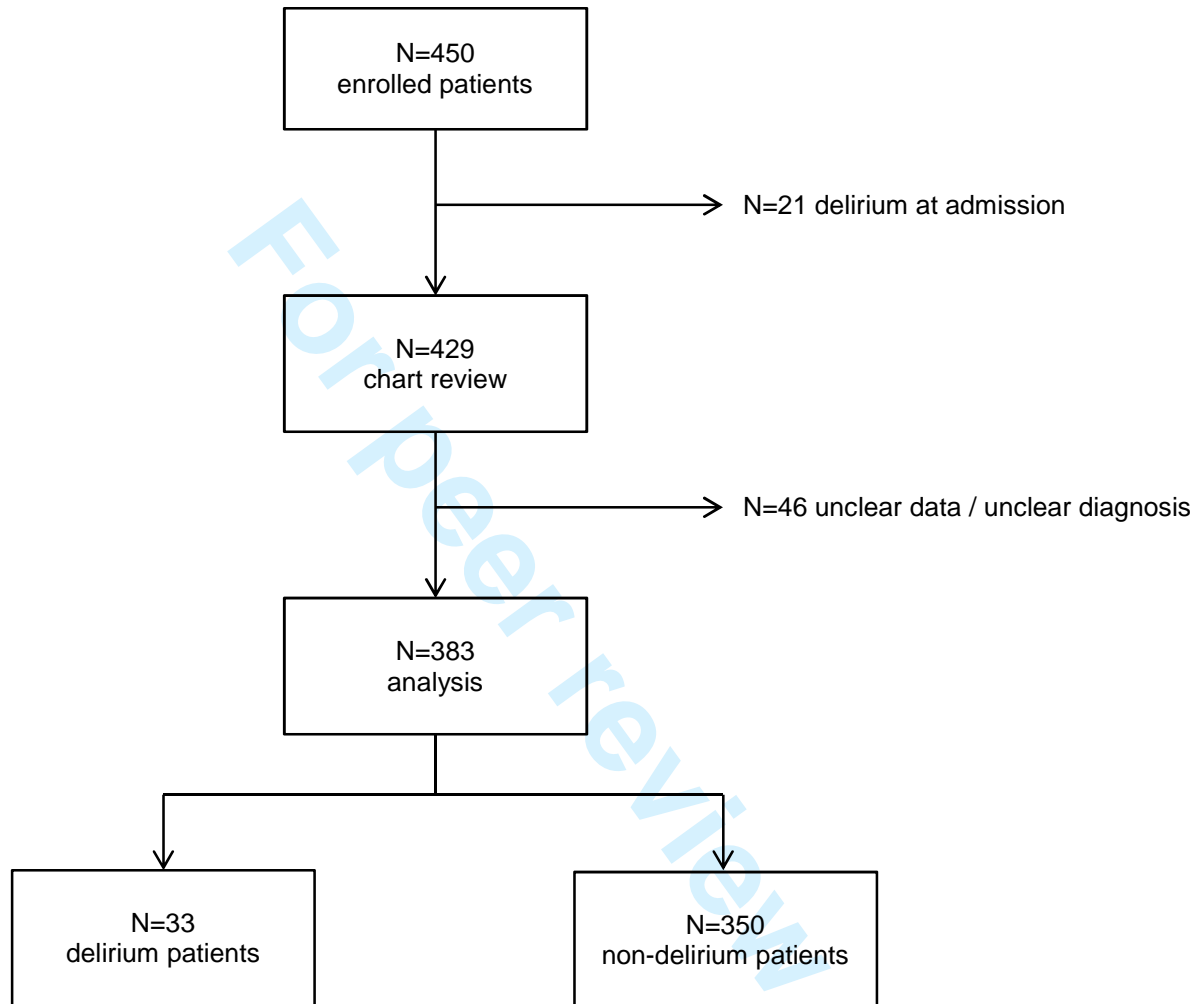 N=450
enrolled patients
N=21 delirium at admission
N=429
chart review
N=46 unclear data / unclear diagnosis
N=383
analysis
N=33
delirium patients
N=350
non-delirium patients
For peer review